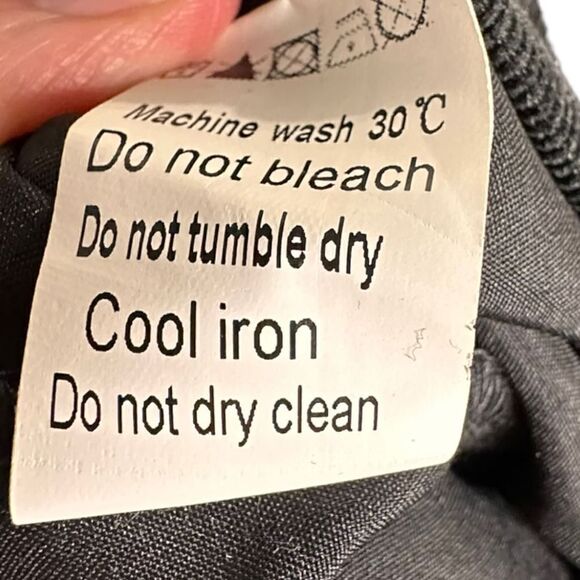 Machine wash 30℃
Do not bleach
Do not tumble dry
Cool iron
Do not dry clean